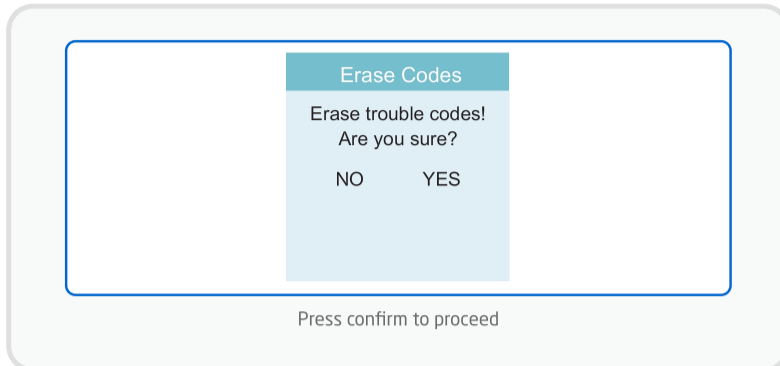 Erase Codes
Erase trouble codes!
Are you sure?
NO YES
Press confirm to proceed